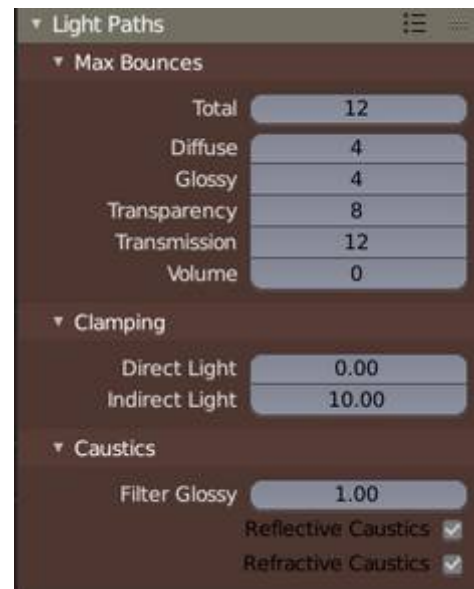 Light Paths
Max Bounces
Total 12
Diffuse 4
Glossy 4
Transparency 8
Transmission 12
Volume 0
Clamping
Direct Light 0.00
Indirect Light 10.00
Caustics
Filter Glossy 1.00
Reflective Caustics
Refractive Caustics